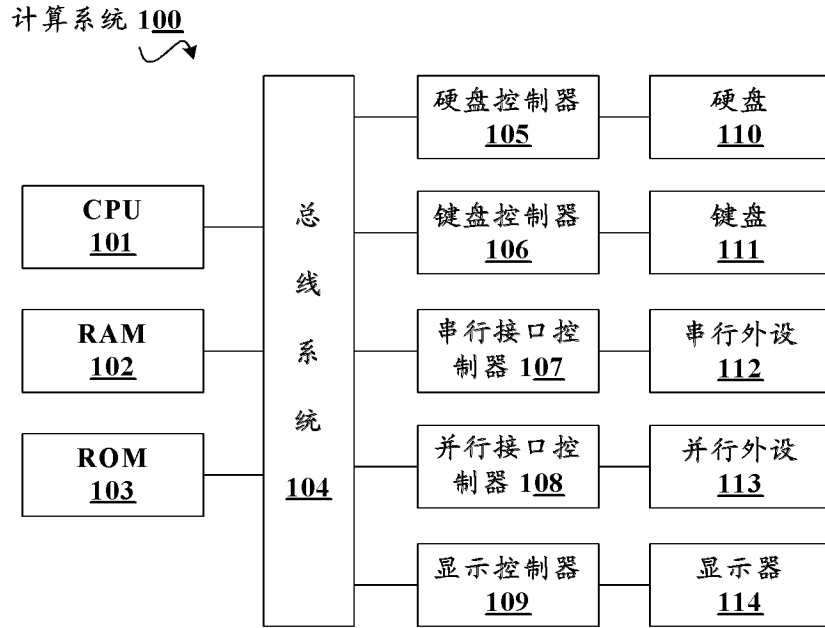 计算系统 100
CPU
101
RAM
102
ROM
103
总
线
系
统
104
硬盘控制器
105
键盘控制器
106
串行接口控
制器 107
并行接口控
制器 108
显示控制器
109
硬盘
110
键盘
111
串行外设
112
并行外设
113
显示器
114